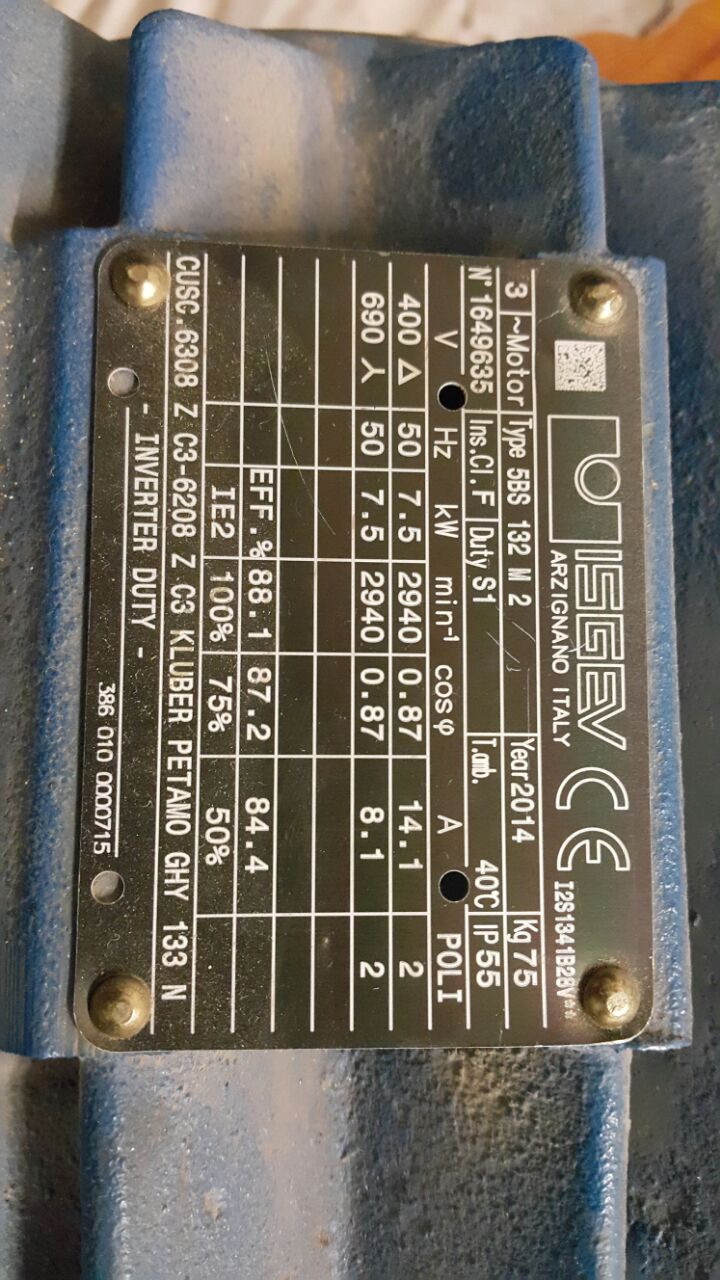 ISGEV CE
ARZIGNANO ITALY
3 ~Motor Type 5BS 132 M 2 Year 2014 Kg 75
N° 1649635 Ins.Cl.F Duty S1 T.amb. 40°C IP 55
V Hz kW min⁻¹ cosφ A POLI
400 Δ 50 7.5 2940 0.87 14.1 2
690 Y 50 7.5 2940 0.87 8.1 2
EFF.% 88.1 87.2 84.4
IE2 100% 75% 50%
CUSC.6308 Z C3-6208 Z C3 KLUBER PETAMO GHY 133 N
- INVERTER DUTY -
386 010 0000715